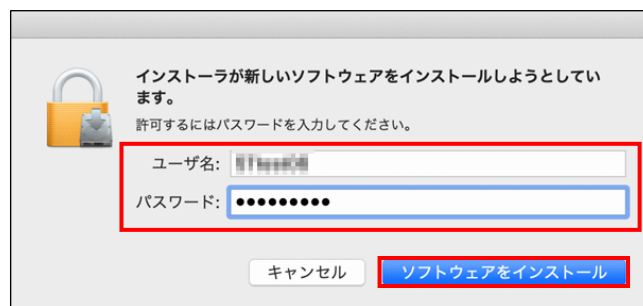 インストーラが新しいソフトウェアをインストールしようとしてい
ます。
許可するにはパスワードを入力してください。
ユーザ名:
パスワード: ●●●●●●●●●
キャンセル
ソフトウェアをインストール